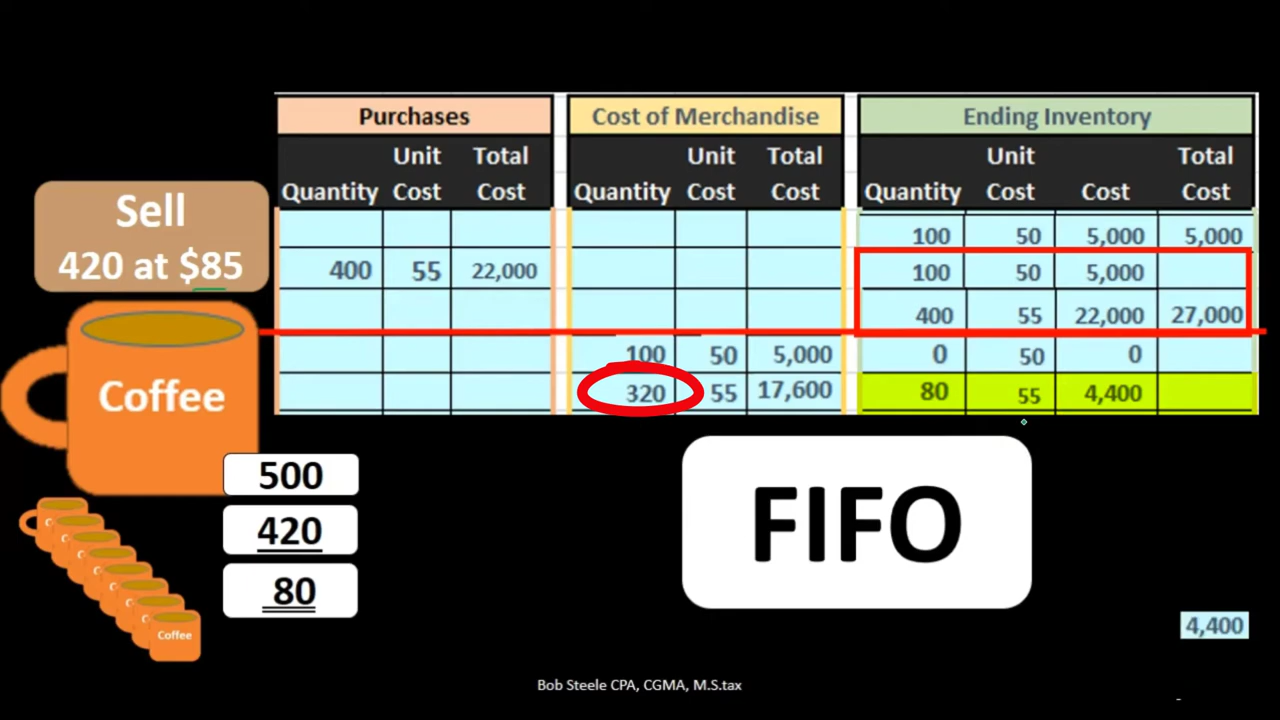 Purchases Cost of Merchandise Ending Inventory
Unit Total Unit Total Unit Total
Quantity Cost Cost Quantity Cost Cost Quantity Cost Cost Cost
Sell
420 at $85
100 50 5,000 5,000
400 55 22,000 100 50 5,000
400 55 22,000 27,000
100 50 5,000 0 50 0
320 55 17,600 80 55 4,400
Coffee
500
420
80
FIFO
Coffee
4,400
Bob Steele CPA, CGMA, M.S.tax